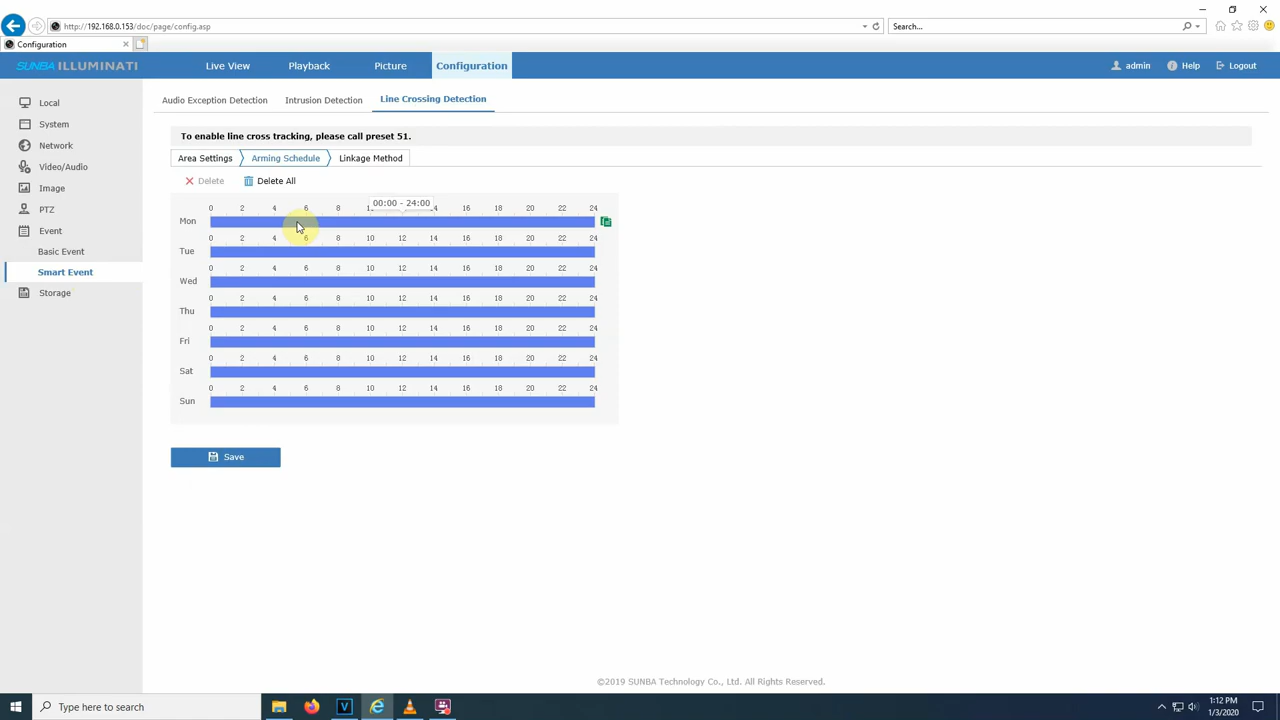 http://192.168.0.153/doc/page/config.asp
Search...
Configuration
SUNBA ILLUMINATI
Live View
Playback
Picture
Configuration
admin
Help
Logout
Local
System
Network
Video/Audio
Image
PTZ
Event
Basic Event
Smart Event
Storage
Audio Exception Detection
Intrusion Detection
Line Crossing Detection
To enable line cross tracking, please call preset 51.
Area Settings
Arming Schedule
Linkage Method
Delete
Delete All
00:00 - 24:00
0 2 4 6 8 24
Mon
0 2 4 6 8 10 12 14 16 18 20 22 24
Tue
0 2 4 6 8 10 12 14 16 18 20 22 24
Wed
0 2 4 6 8 10 12 14 16 18 20 22 24
Thu
0 2 4 6 8 10 12 14 16 18 20 22 24
Fri
0 2 4 6 8 10 12 14 16 18 20 22 24
Sat
0 2 4 6 8 10 12 14 16 18 20 22 24
Sun
Save
©2019 SUNBA Technology Co., Ltd. All Rights Reserved.
Type here to search
1:12 PM
1/3/2020